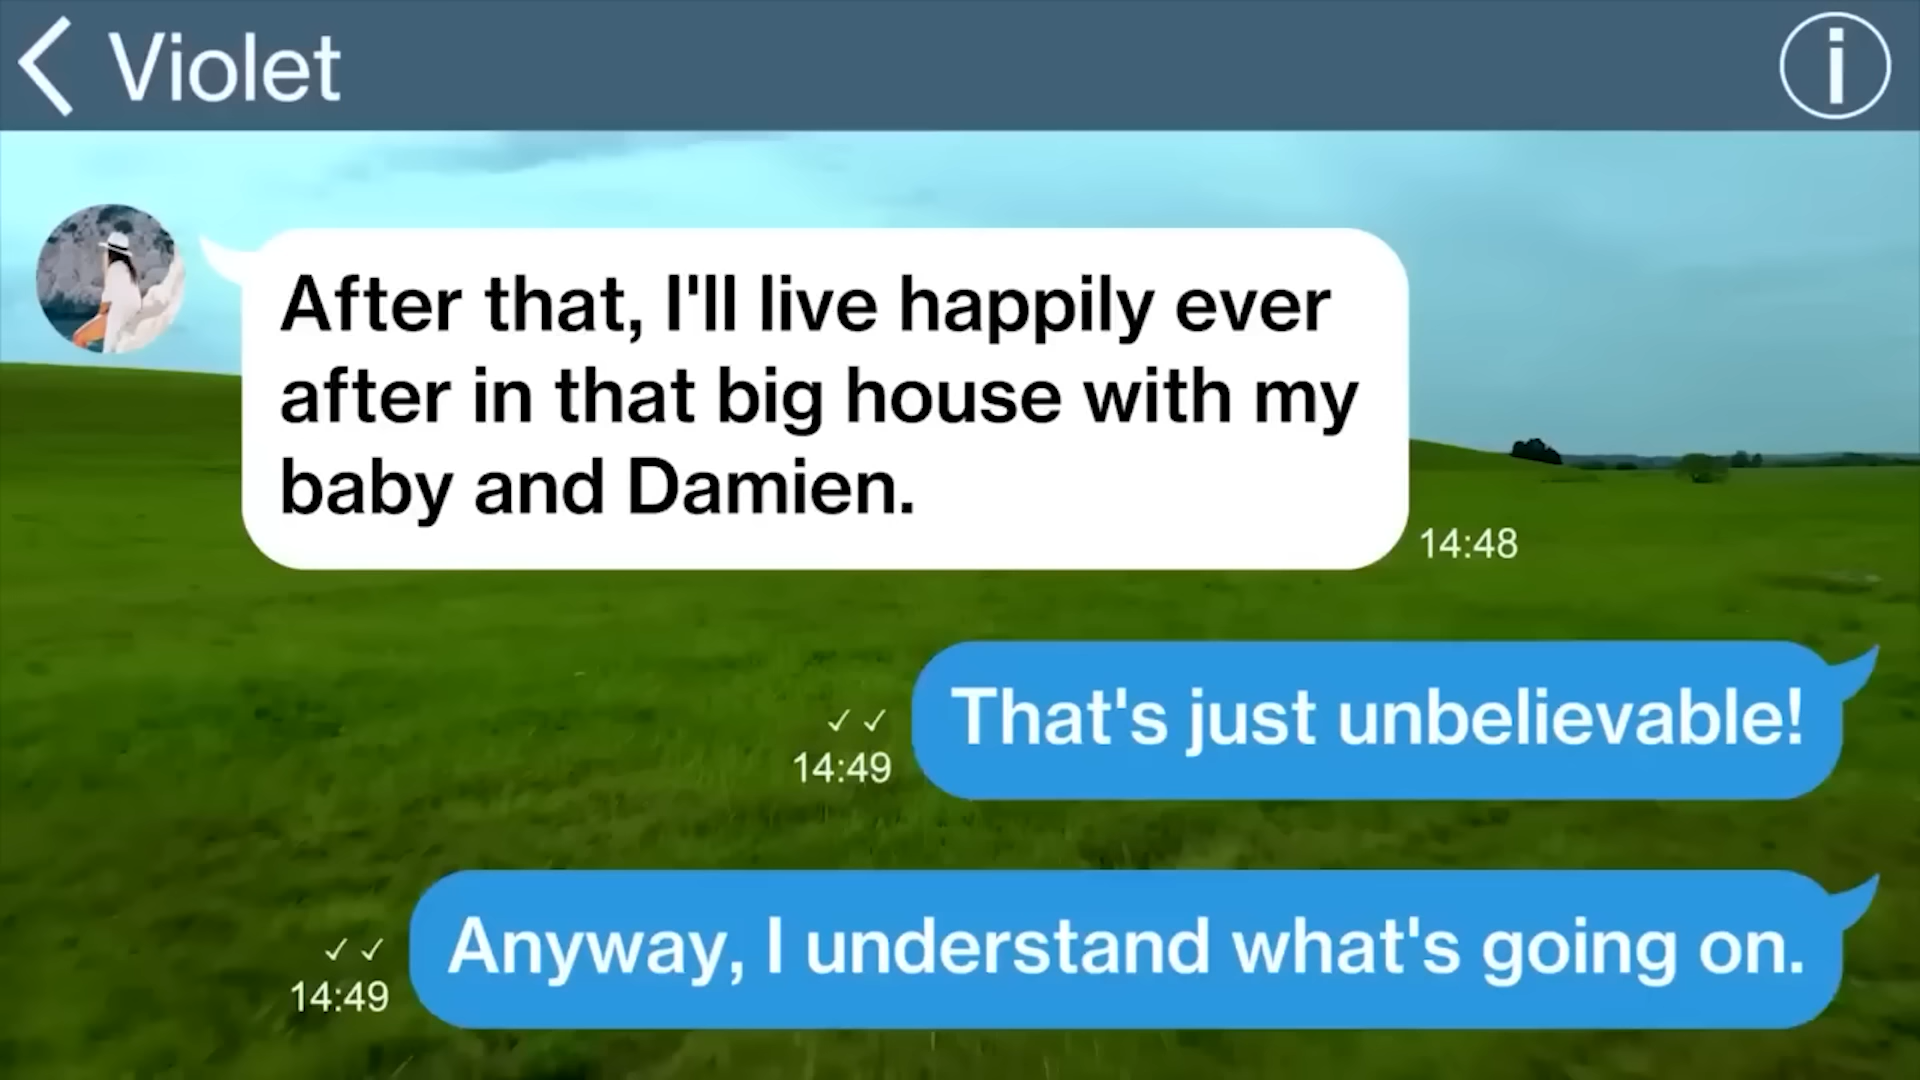 Violet
After that, I'll live happily ever
after in that big house with my
baby and Damien.
14:48
That's just unbelievable!
✓✓
14:49
Anyway, I understand what's going on.
✓✓
14:49